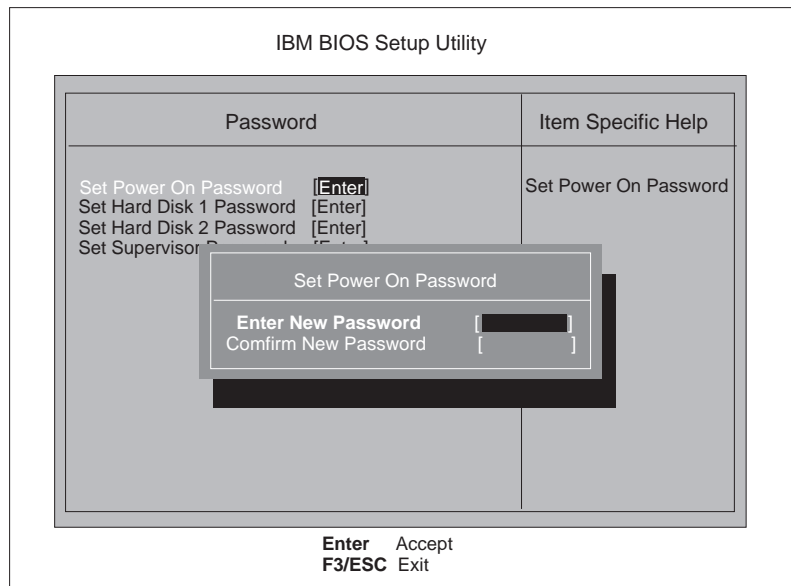 IBM BIOS Setup Utility
Password
Item Specific Help
Set Power On Password [Enter]
Set Power On Password
Set Hard Disk 1 Password [Enter]
Set Hard Disk 2 Password [Enter]
Set Supervisor
Set Power On Password
Enter New Password [ ]
Comfirm New Password [ ]
Enter Accept
F3/ESC Exit